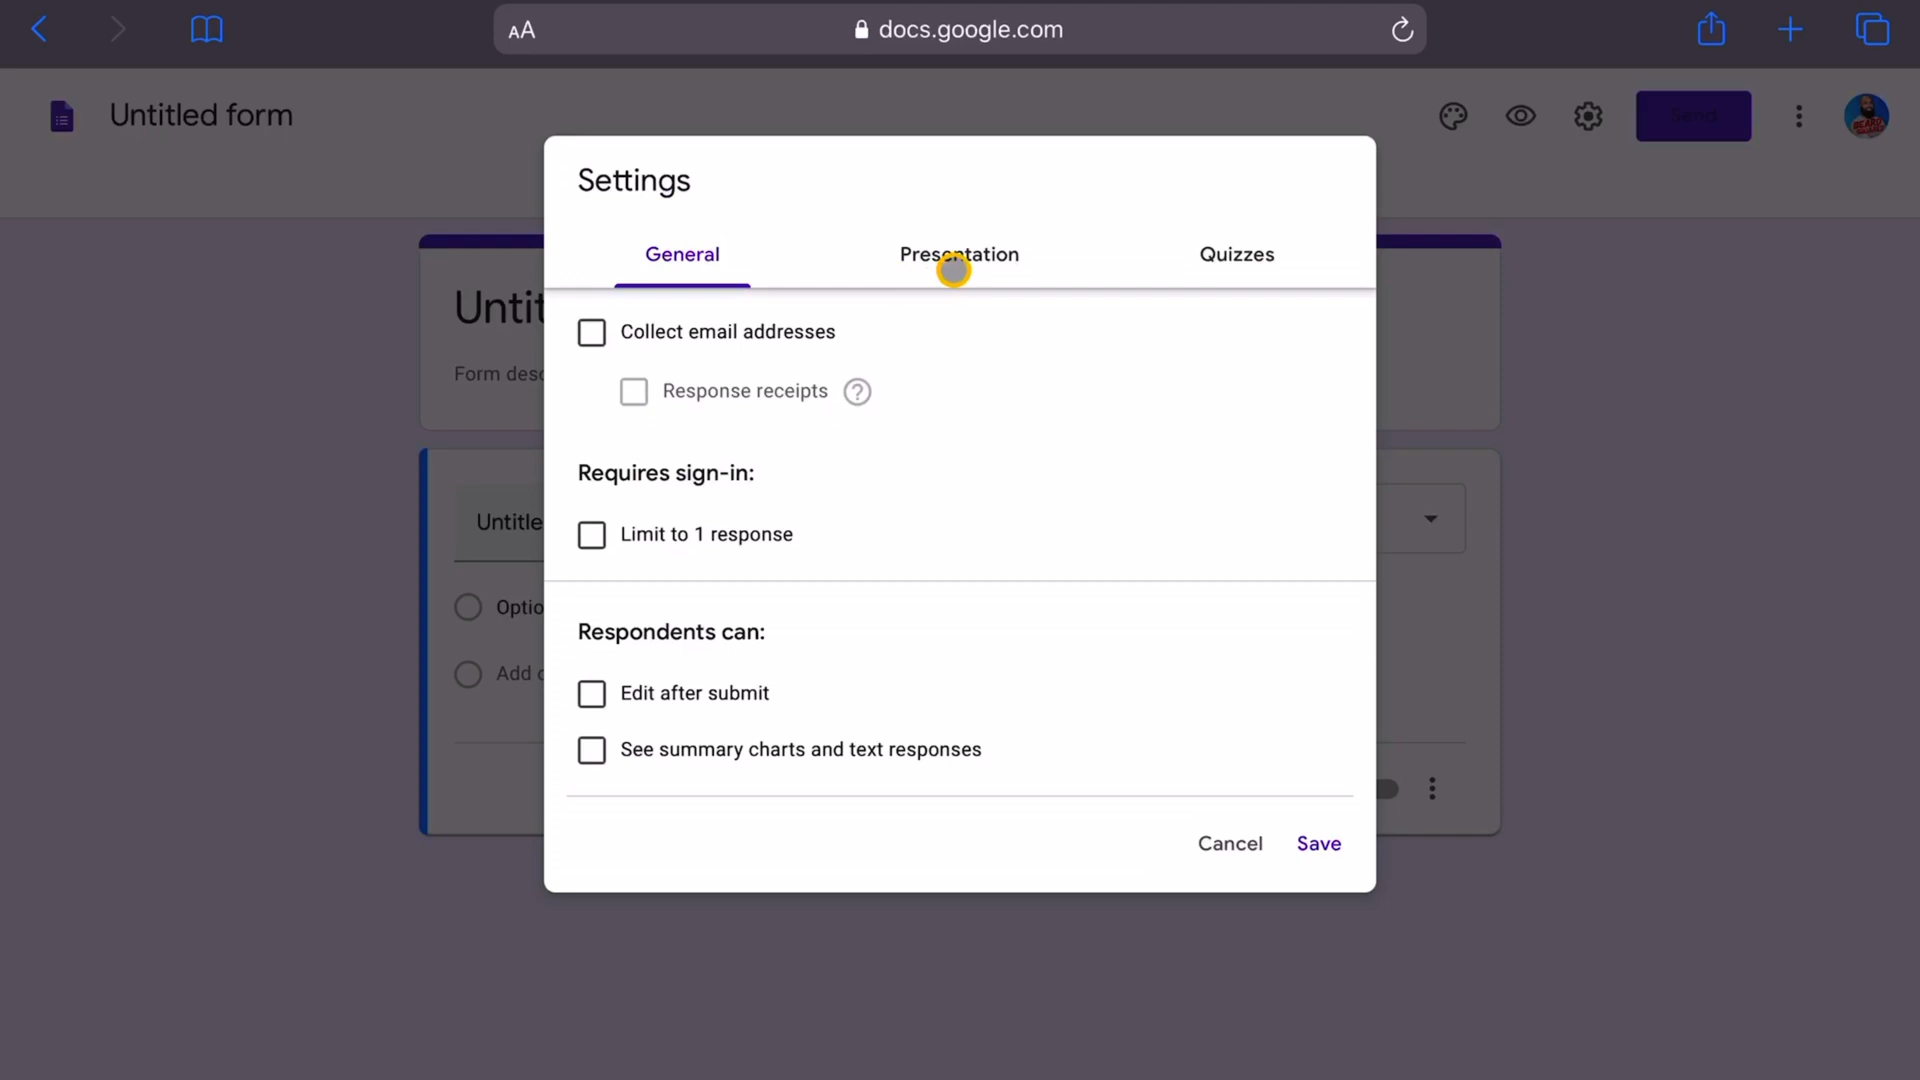 AA
docs.google.com
Untitled form
Send
Settings
General
Presentation
Quizzes
Untit
Form desc
Collect email addresses
Response receipts
Requires sign-in:
Untitle
Limit to 1 response
Optio
Respondents can:
Add o
Edit after submit
See summary charts and text responses
Cancel
Save